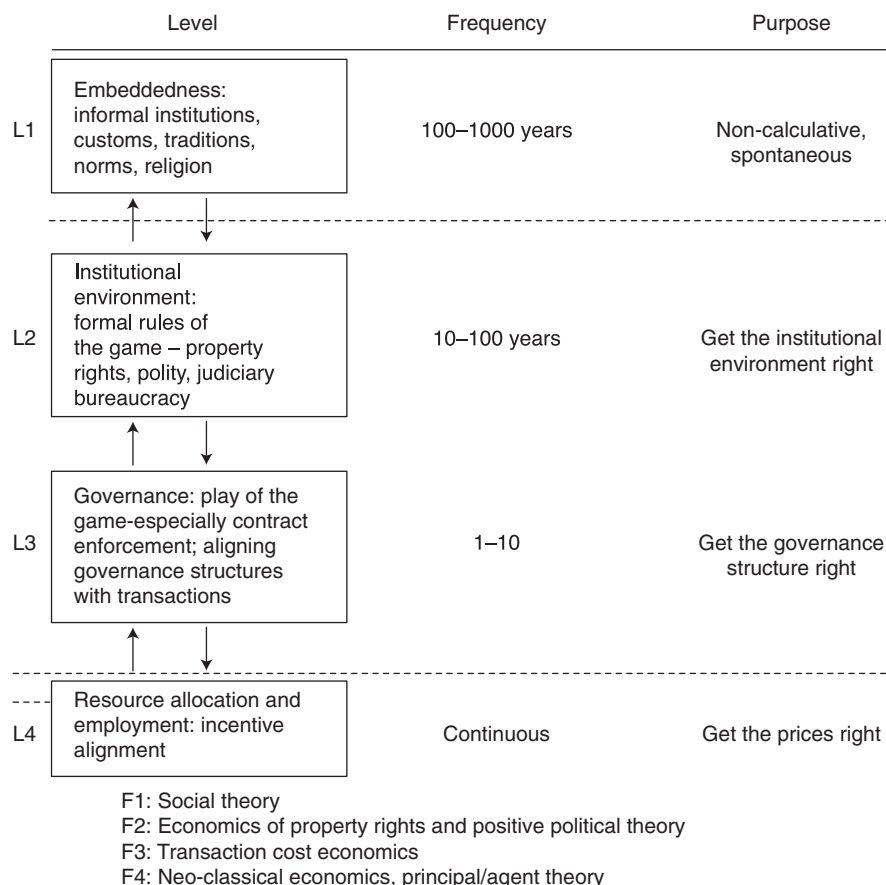 Level Frequency Purpose
L1
Embeddedness:
informal institutions,
customs, traditions,
norms, religion
100–1000 years
Non-calculative,
spontaneous
L2
Institutional
environment:
formal rules of
the game – property
rights, polity, judiciary
bureaucracy
10–100 years
Get the institutional
environment right
L3
Governance: play of the
game-especially contract
enforcement; aligning
governance structures
with transactions
1–10
Get the governance
structure right
L4
Resource allocation and
employment: incentive
alignment
Continuous
Get the prices right
F1: Social theory
F2: Economics of property rights and positive political theory
F3: Transaction cost economics
F4: Neo-classical economics, principal/agent theory